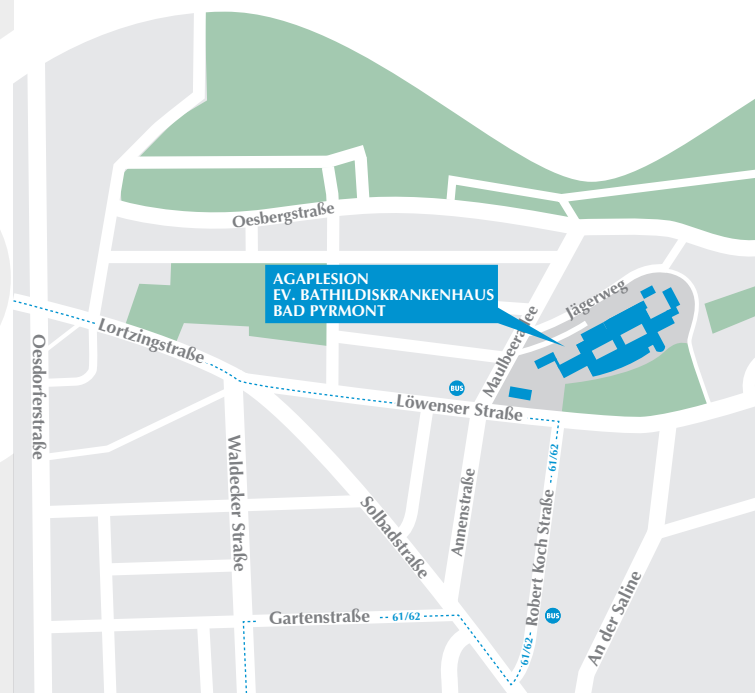 Oesbergstraße
AGAPLESION
EV. BATHILDISKRANKENHAUS
BAD PYRMONT
Jägerweg
Lortzingstraße
Oesdorferstraße
Maulbeerallee
BUS
Löwenser Straße
Waldecker Straße
Solbadstraße
Annenstraße
61/62
Robert Koch Straße
Gartenstraße
61/62
BUS
An der Saline
61/62